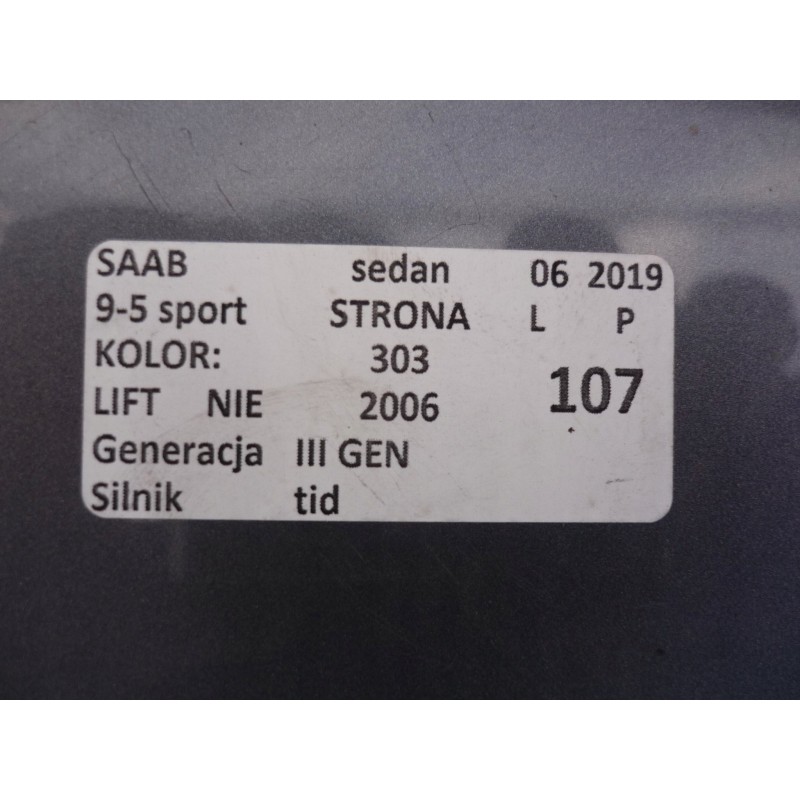 SAAB sedan 06 2019
9-5 sport STRONA L P
KOLOR: 303
LIFT NIE 2006 107
Generacja III GEN
Silnik tid